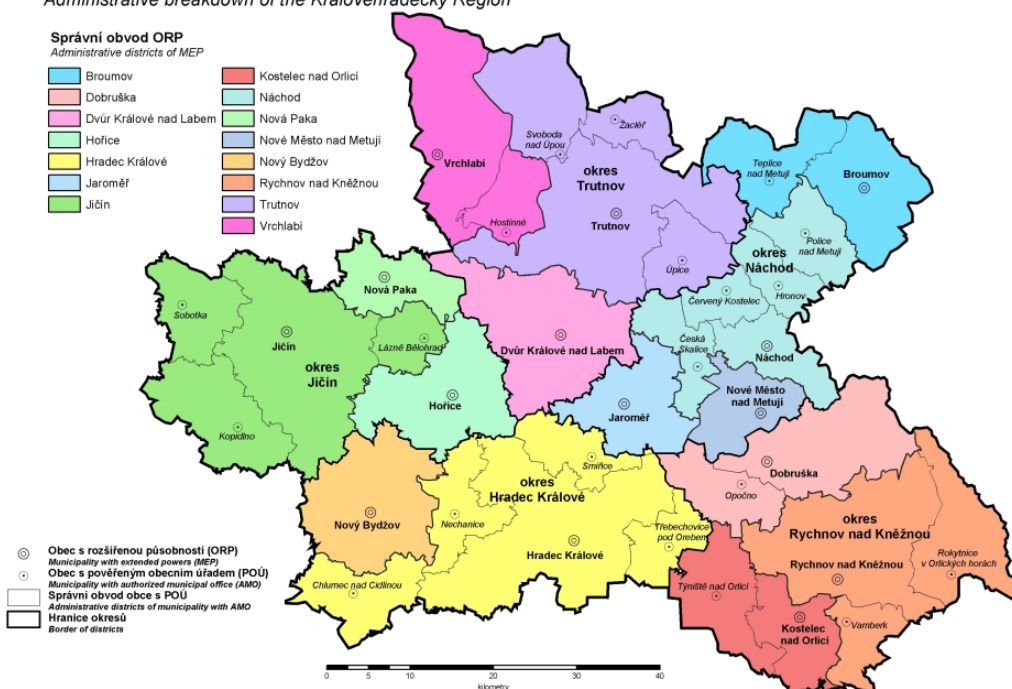 Administrative breakdown of the Královéhradecký Region
Správní obvod ORP
Administrative districts of MEP
Broumov
Dobruška
Dvůr Králové nad Labem
Hořice
Hradec Králové
Jaroměř
Jičín
Kostelec nad Orlicí
Náchod
Nová Paka
Nové Město nad Metují
Nový Bydžov
Rychnov nad Kněžnou
Trutnov
Vrchlabí
Žacléř
Svoboda
nad Úpou
Vrchlabí
okres
Trutnov
Teplice
nad Metují
Broumov
Hostinné
Trutnov
Police
nad Metují
okres
Náchod
Úpice
Nová Paka
Hronov
Červený Kostelec
Sobotka
Jičín
Lázně Bělohrad
Dvůr Králové nad Labem
Česká
Skalice
Náchod
okres
Jičín
Nové Město
nad Metují
Hořice
Jaroměř
Kopidlno
Smiřice
Dobruška
okres
Hradec Králové
Opočno
Nový Bydžov
Nechanice
Třebechovice
pod Orebem
okres
Rychnov nad Kněžnou
Hradec Králové
Rychnov nad Kněžnou
Rokytnice
v Orlických horách
Chlumec nad Cidlinou
Týniště nad Orlicí
Kostelec
nad Orlicí
Vamberk
Obec s rozšířenou působností (ORP)
Municipality with extended powers (MEP)
Obec s pověřeným obecním úřadem (POÚ)
Municipality with authorized municipal office (AMO)
Správní obvod obce s POÚ
Administrative districts of municipality with AMO
Hranice okresů
Border of districts
0 5 10 20 30 40
kilometry